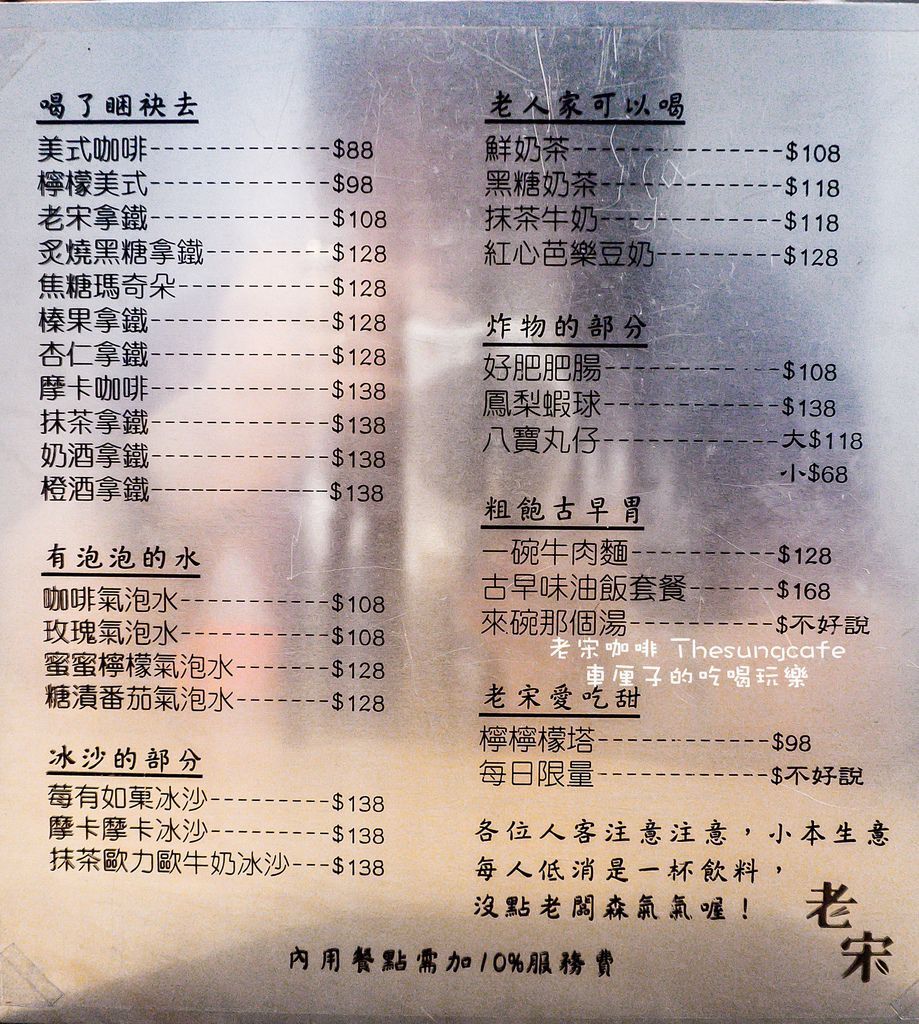 喝了睏袂去
美式咖啡------------$88
檸檬美式------------$98
老宋拿鐵------------$108
炙燒黑糖拿鐵--------$128
焦糖瑪奇朵----------$128
榛果拿鐵------------$128
杏仁拿鐵------------$128
摩卡咖啡------------$138
抹茶拿鐵------------$138
奶酒拿鐵------------$138
橙酒拿鐵------------$138
有泡泡的水
咖啡氣泡水----------$108
玫瑰氣泡水----------$108
蜜蜜檸檬氣泡水------$128
糖漬番茄氣泡水------$128
冰沙的部分
莓有如菓冰沙--------$138
摩卡摩卡冰沙--------$138
抹茶歐力歐牛奶冰沙---$138
老人家可以喝
鮮奶茶--------------$108
黑糖奶茶------------$118
抹茶牛奶------------$118
紅心芭樂豆奶--------$128
炸物的部分
好肥肥腸------------$108
鳳梨蝦球------------$138
八寶丸仔------------大$118
小$68
粗飽古早胃
一碗牛肉麵----------$128
古早味油飯套餐------$168
來碗那個湯----------$不好說
老宋咖啡 Thesungcafe
車厘子的吃喝玩樂
老宋愛吃甜
檸檸檬塔------------$98
每日限量------------$不好說
各位人客注意注意，小本生意
每人低消是一杯飲料，
沒點老闆森氣氣喔！
老宋
內用餐點需加10%服務費